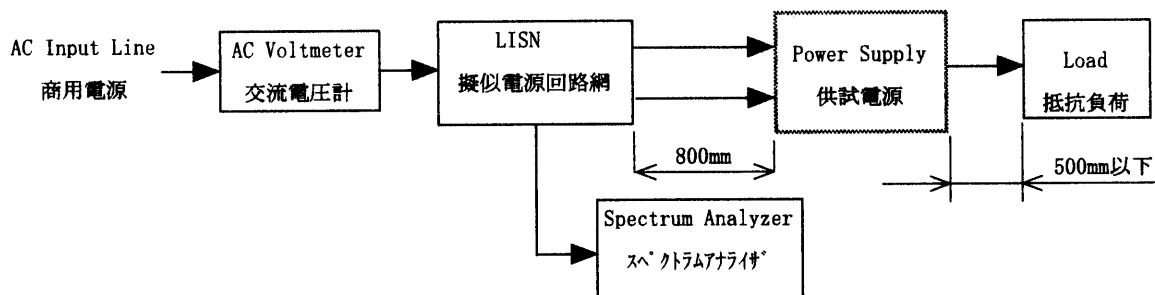 AC Input Line
商用電源
AC Voltmeter
交流電圧計
LISN
擬似電源回路網
Power Supply
供試電源
Load
抵抗負荷
800mm
500mm以下
Spectrum Analyzer
スペクトラムアナライザ